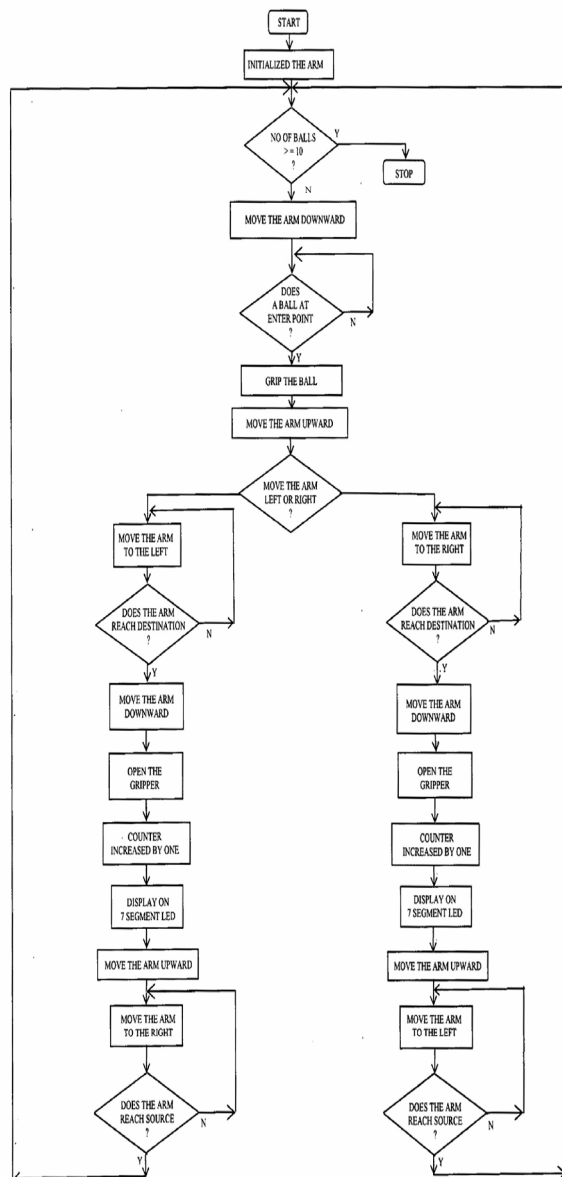 START
INITIALIZED THE ARM
NO OF BALLS
> = 10
?
Y
STOP
N
MOVE THE ARM DOWNWARD
DOES
A BALL AT
ENTER POINT
?
N
Y
GRIP THE BALL
MOVE THE ARM UPWARD
MOVE THE ARM
LEFT OR RIGHT
?
MOVE THE ARM
TO THE LEFT
DOES THE ARM
REACH DESTINATION
?
N
Y
MOVE THE ARM
DOWNWARD
OPEN THE
GRIPPER
COUNTER
INCREASED BY ONE
DISPLAY ON
7 SEGMENT LED
MOVE THE ARM UPWARD
MOVE THE ARM
TO THE RIGHT
DOES THE ARM
REACH SOURCE
?
N
Y
MOVE THE ARM
TO THE RIGHT
DOES THE ARM
REACH DESTINATION
?
N
Y
MOVE THE ARM
DOWNWARD
OPEN THE
GRIPPER
COUNTER
INCREASED BY ONE
DISPLAY ON
7 SEGMENT LED
MOVE THE ARM UPWARD
MOVE THE ARM
TO THE LEFT
DOES THE ARM
REACH SOURCE
?
N
Y